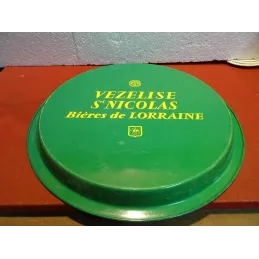 VEZELISE
St NICOLAS
Bières de LORRAINE